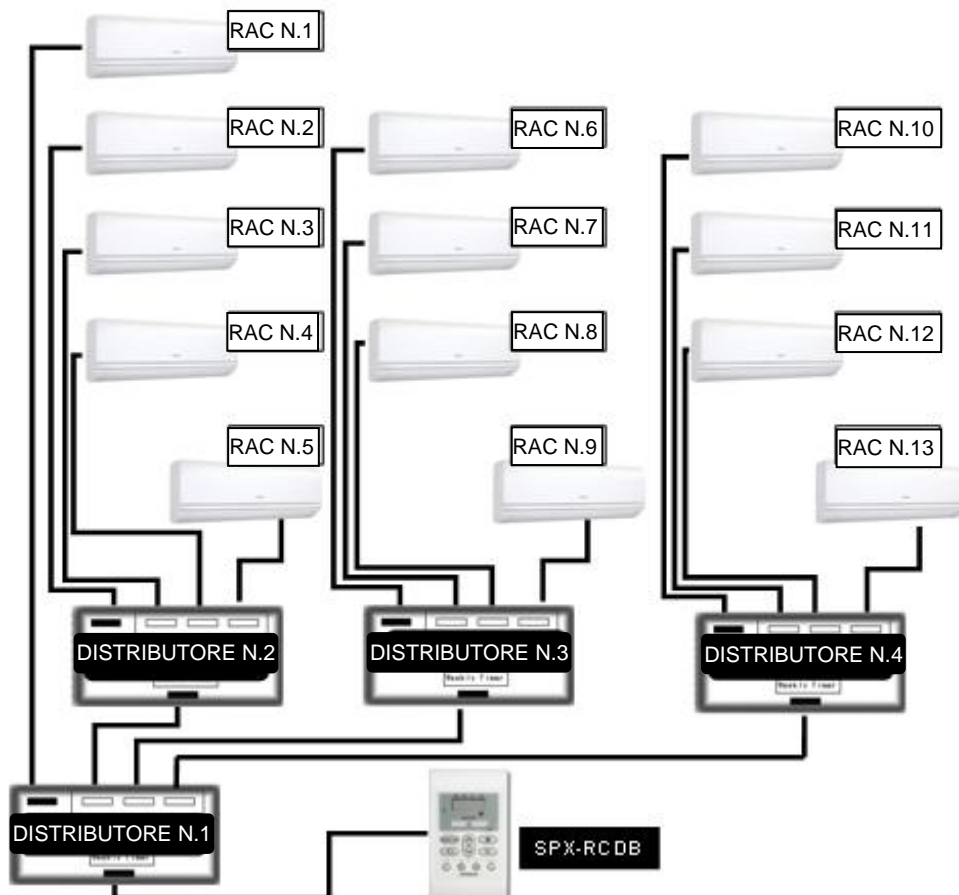 RAC N.1
RAC N.2
RAC N.6
RAC N.10
RAC N.3
RAC N.7
RAC N.11
RAC N.4
RAC N.8
RAC N.12
RAC N.5
RAC N.9
RAC N.13
DISTRIBUTORE N.2
DISTRIBUTORE N.3
DISTRIBUTORE N.4
Weekly Timer
Weekly Timer
DISTRIBUTORE N.1
Weekly Timer
SPX-RCDB